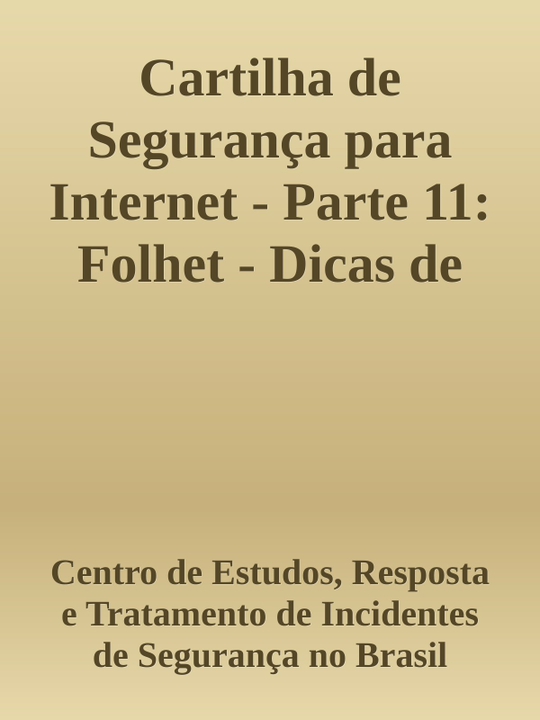 Cartilha de
Segurança para
Internet - Parte 11:
Folhet - Dicas de
Centro de Estudos, Resposta
e Tratamento de Incidentes
de Segurança no Brasil